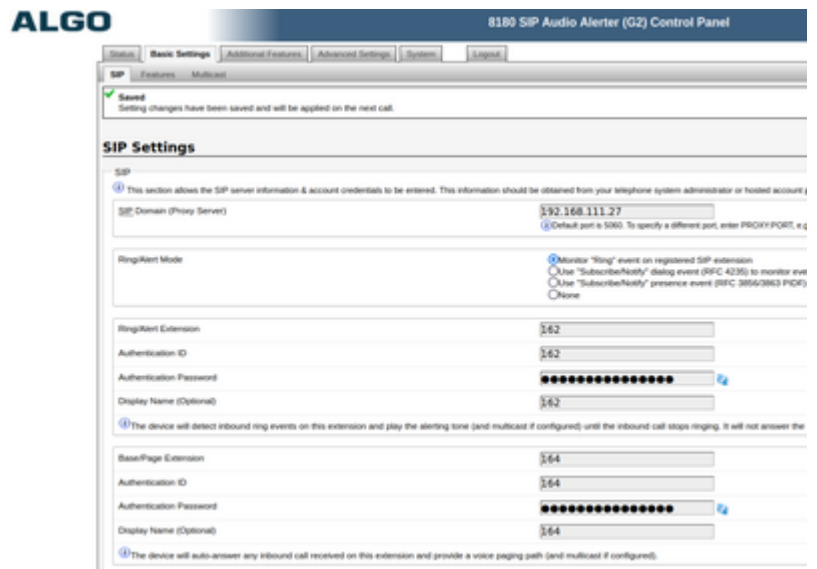 ALGO
8180 SIP Audio Alerter (G2) Control Panel
Status Basic Settings Additional Features Advanced Settings System Logout
SIP Features Multicast
Saved
Setting changes have been saved and will be applied on the next call.
SIP Settings
SIP
This section allows the SIP server information & account credentials to be entered. This information should be obtained from your telephone system administrator or hosted account
SIP Domain (Proxy Server) 192.168.111.27
Default port is 5060. To specify a different port, enter PROXY:PORT, e.g
Ring/Alert Mode Monitor "Ring" event on registered SIP extension
Use "Subscribe/Notify" dialog event (RFC 4235) to monitor eve
Use "Subscribe/Notify" presence event (RFC 3856/3863 PIDF)
None
Ring/Alert Extension 162
Authentication ID 162
Authentication Password ●●●●●●●●●●●●●●●
Display Name (Optional) 162
The device will detect inbound ring events on this extension and play the alerting tone (and multicast if configured) until the inbound call stops ringing. It will not answer the
Base/Page Extension 164
Authentication ID 164
Authentication Password ●●●●●●●●●●●●●●●
Display Name (Optional) 164
The device will auto-answer any inbound call received on this extension and provide a voice paging path (and multicast if configured).